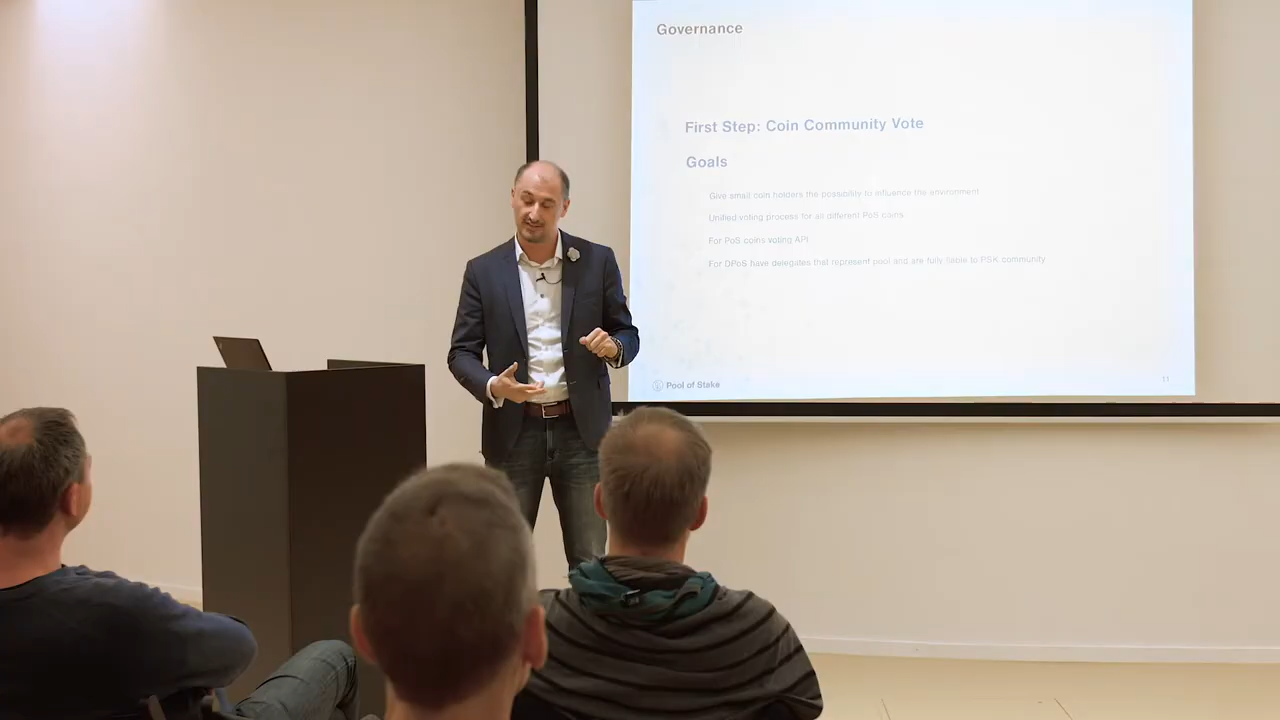 Governance
First Step: Coin Community Vote
Goals
Give small coin holders the possibility to influence the environment
Unified voting process for all different PoS coins
For PoS coins voting API
For DPoS have delegates that represent pool and are fully liable to PSK community
Pool of Stake
11